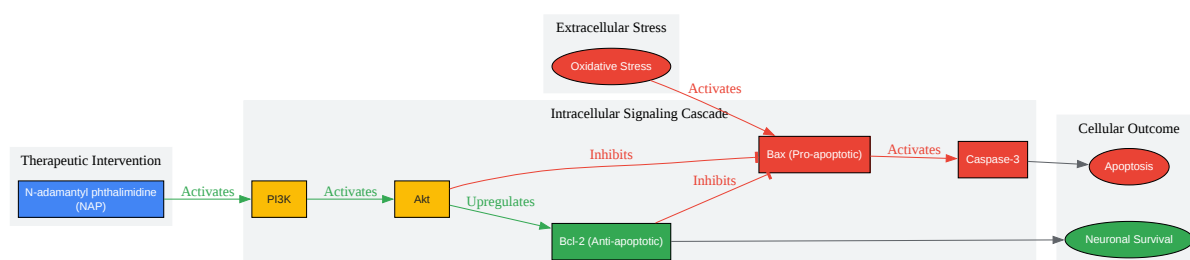 Extracellular Stress
Oxidative Stress
Activates
Intracellular Signaling Cascade
Therapeutic Intervention
N-adamantyl phthalimidine
(NAP)
Activates
PI3K
Activates
Akt
Inhibits
Upregulates
Inhibits
Bcl-2 (Anti-apoptotic)
Bax (Pro-apoptotic)
Activates
Caspase-3
Cellular Outcome
Apoptosis
Neuronal Survival